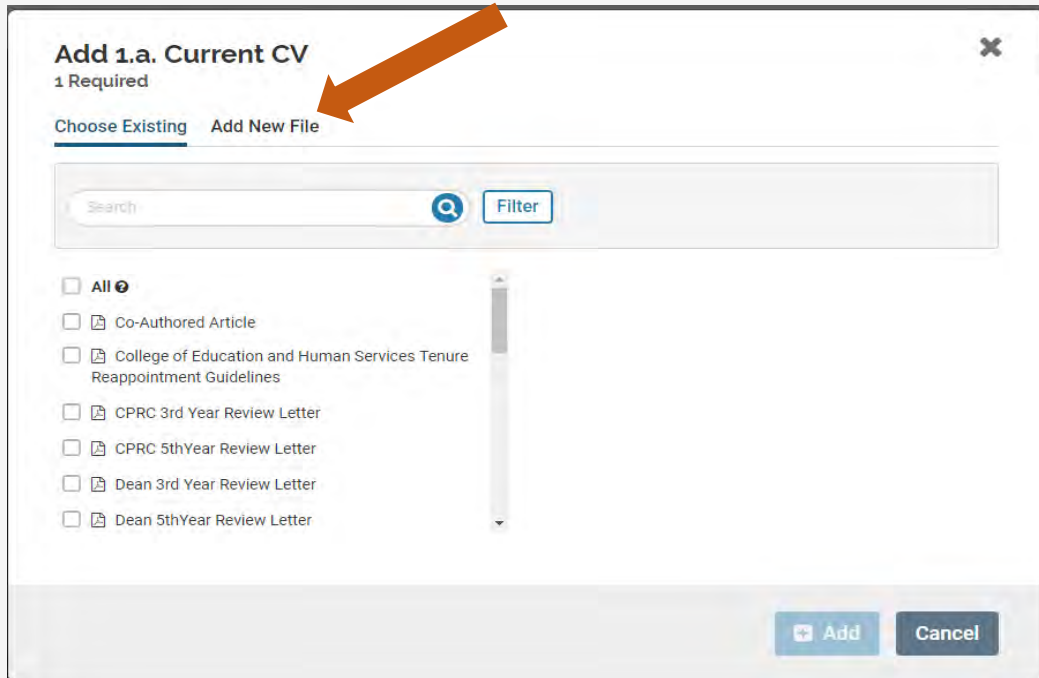 Add 1.a. Current CV
1 Required
Choose Existing Add New File
Search Filter
All
Co-Authored Article
College of Education and Human Services Tenure
Reappointment Guidelines
CPRC 3rd Year Review Letter
CPRC 5thYear Review Letter
Dean 3rd Year Review Letter
Dean 5thYear Review Letter
Add Cancel